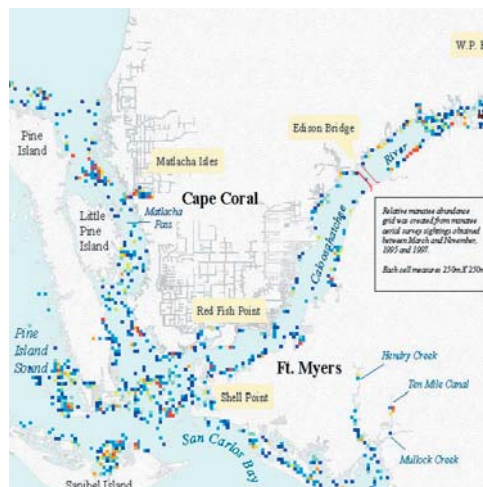 W.P.
Edison Bridge
Pine
Island
Matlacha Isles
River
Cape Coral
Little
Pine
Island
Matlacha
Pass
Caloosahatchee
Relative manatee abundance
grid was created from manatee
aerial survey sightings obtained
between March and November,
1995 and 1997.
Each cell measures 250m X 250m
Red Fish Point
Pine
Island
Sound
Ft. Myers
Hendry Creek
Ten Mile Canal
Shell Point
San Carlos
Bay
Mullock Creek
Sanibel Island